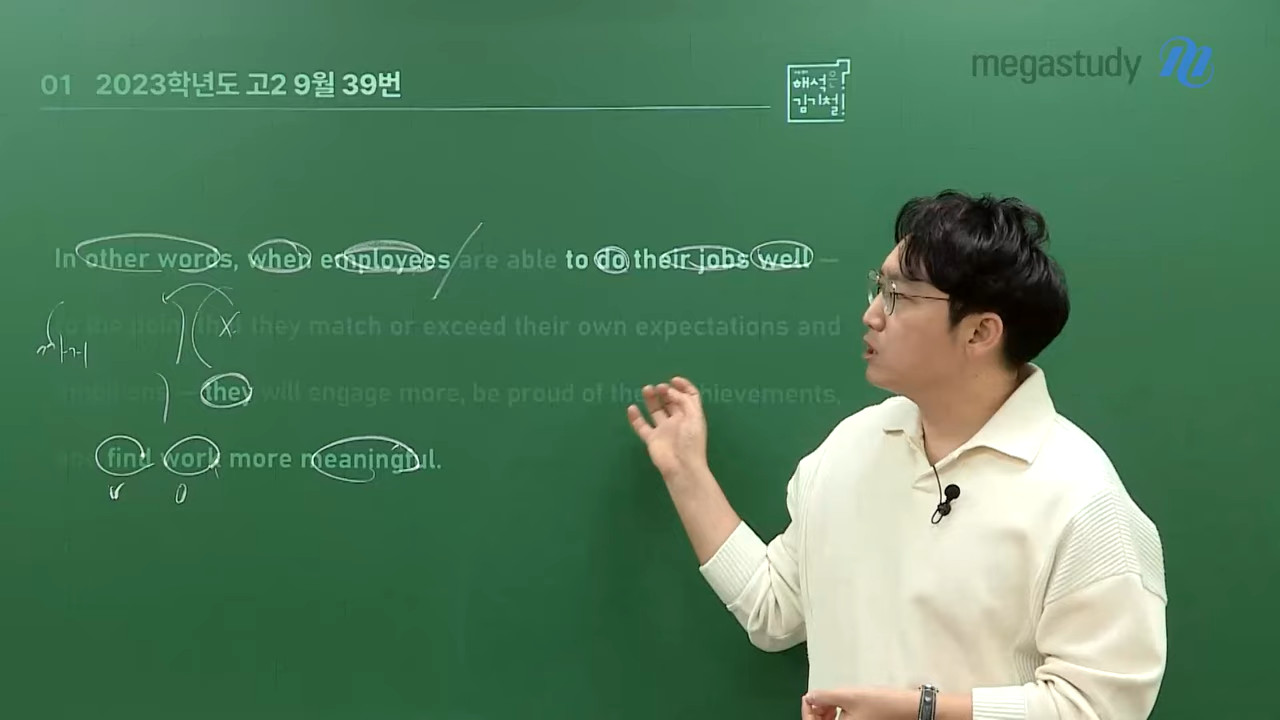 01 2023학년도 고2 9월 39번
해석은?
김기철!
megastudy
In other words, when employees are able to do their jobs well —
to the point that they match or exceed their own expectations and
— they will engage more, be proud of their achievements,
and find work more meaningful.
v o